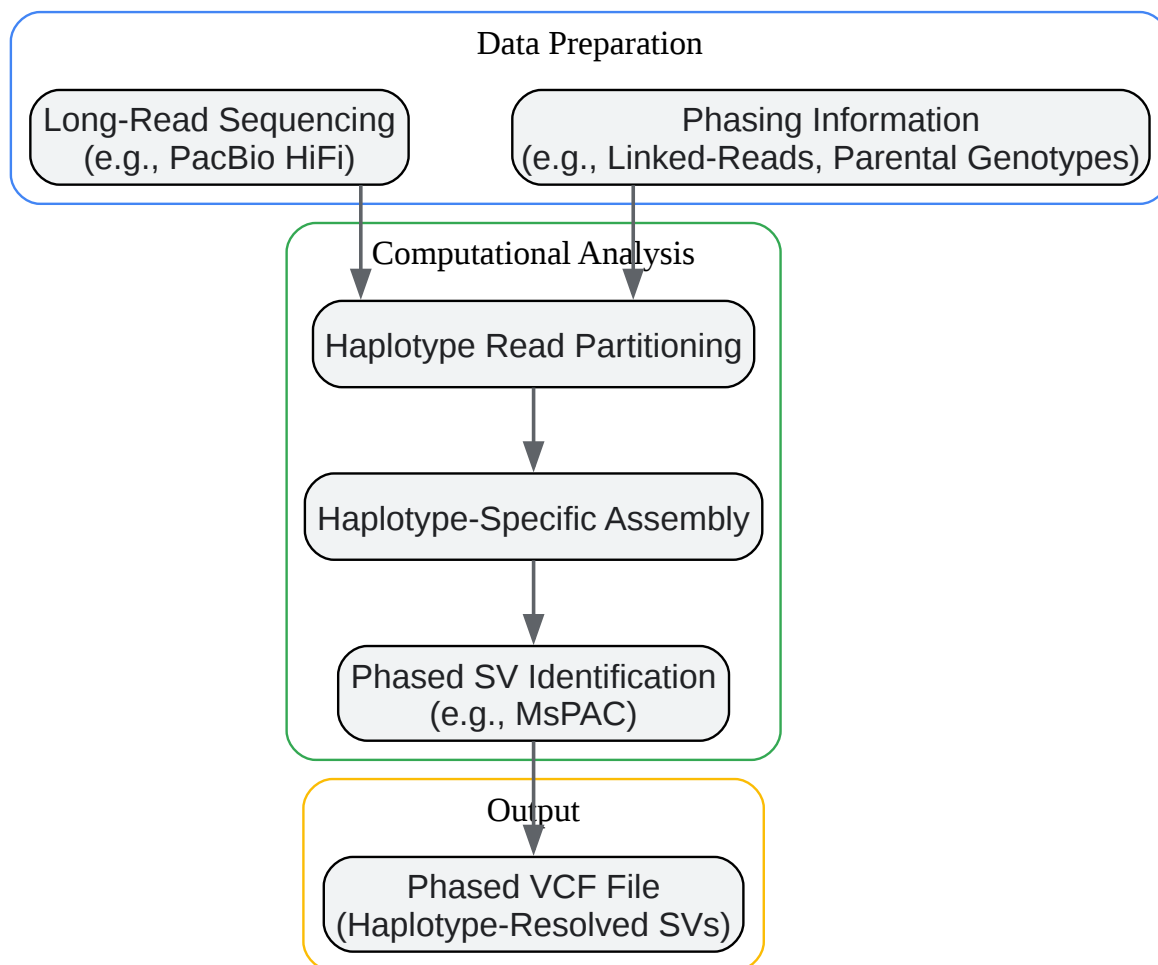 Data Preparation
Long-Read Sequencing
(e.g., PacBio HiFi)
Phasing Information
(e.g., Linked-Reads, Parental Genotypes)
Computational Analysis
Haplotype Read Partitioning
Haplotype-Specific Assembly
Phased SV Identification
(e.g., MsPAC)
Output
Phased VCF File
(Haplotype-Resolved SVs)